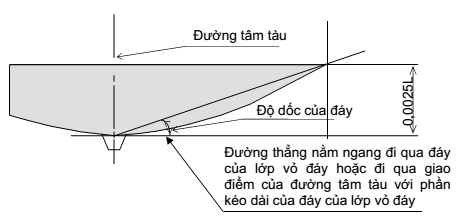 Đường tâm tàu
0,0025L
Độ dốc của đáy
Đường thẳng nằm ngang đi qua đáy
của lớp vỏ đáy hoặc đi qua giao
điểm của đường tâm tàu với phần
kéo dài của đáy của lớp vỏ đáy